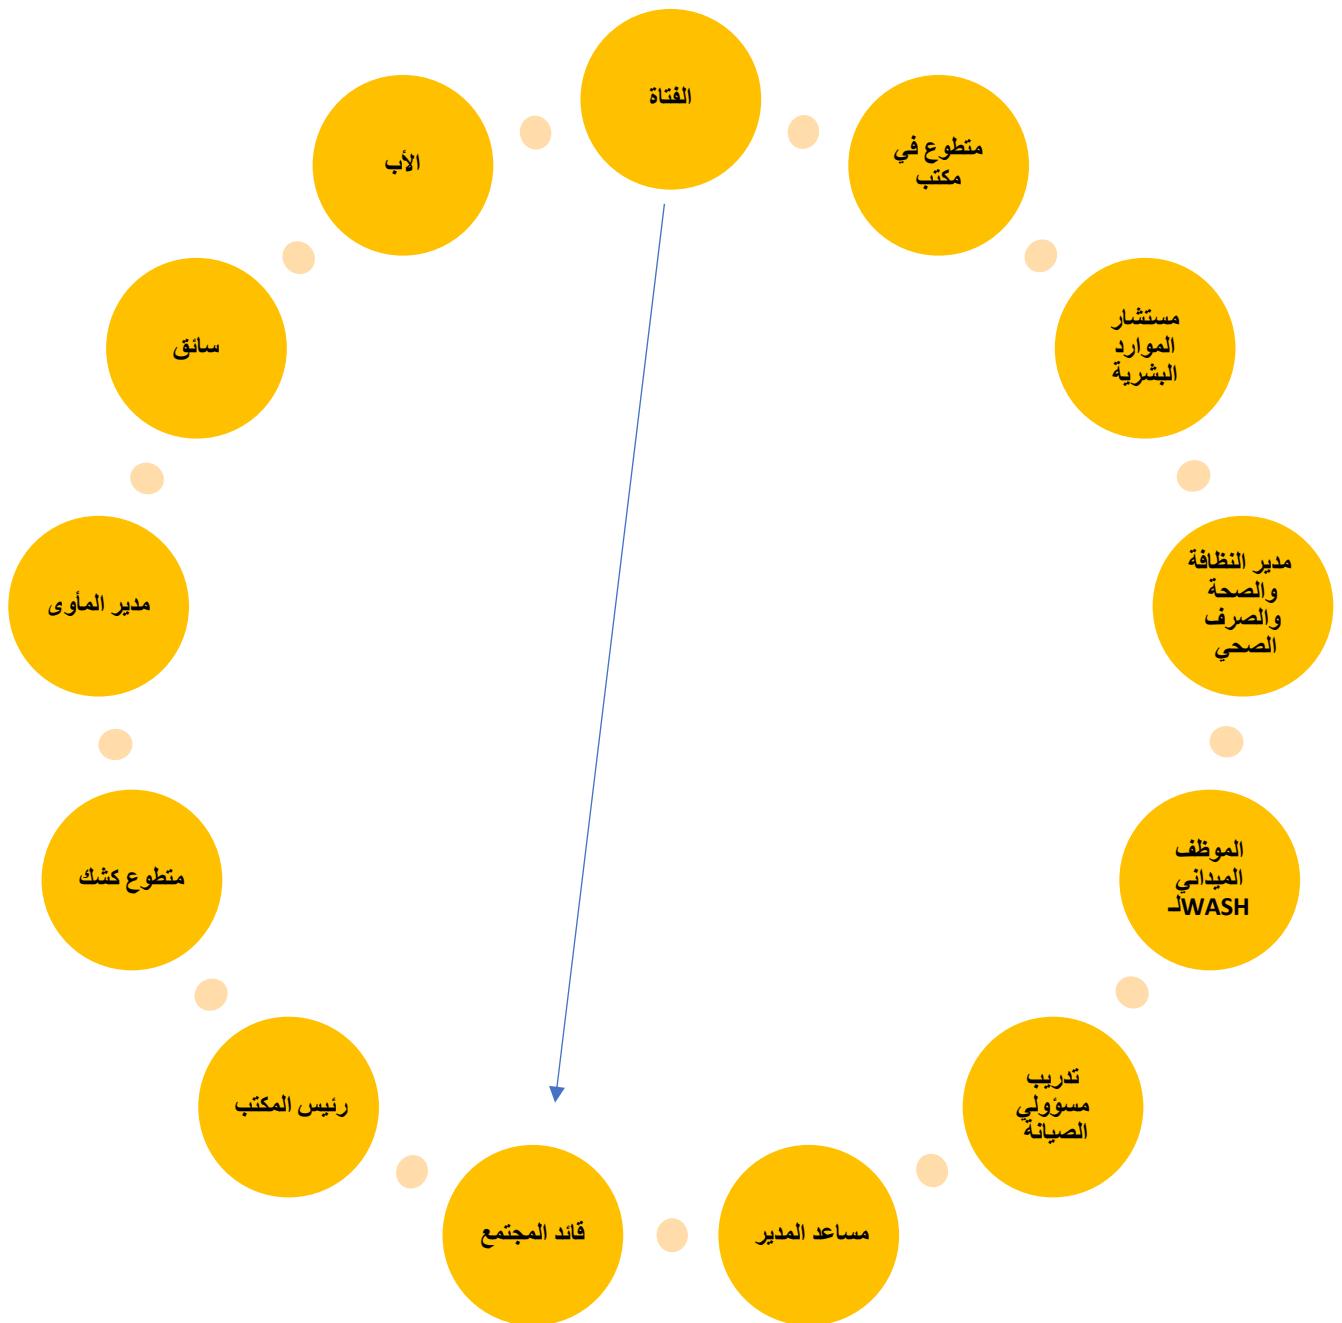 الفتاة
متطوع في
مكتب
مستشار
الموارد
البشرية
مدير النظافة
والصحة
والصرف
الصحي
الموظف
الميداني
لـWASH
تدريب
مسؤولي
الصيانة
مساعد المدير
قائد المجتمع
رئيس المكتب
متطوع كشك
مدير المأوى
سائق
الأب